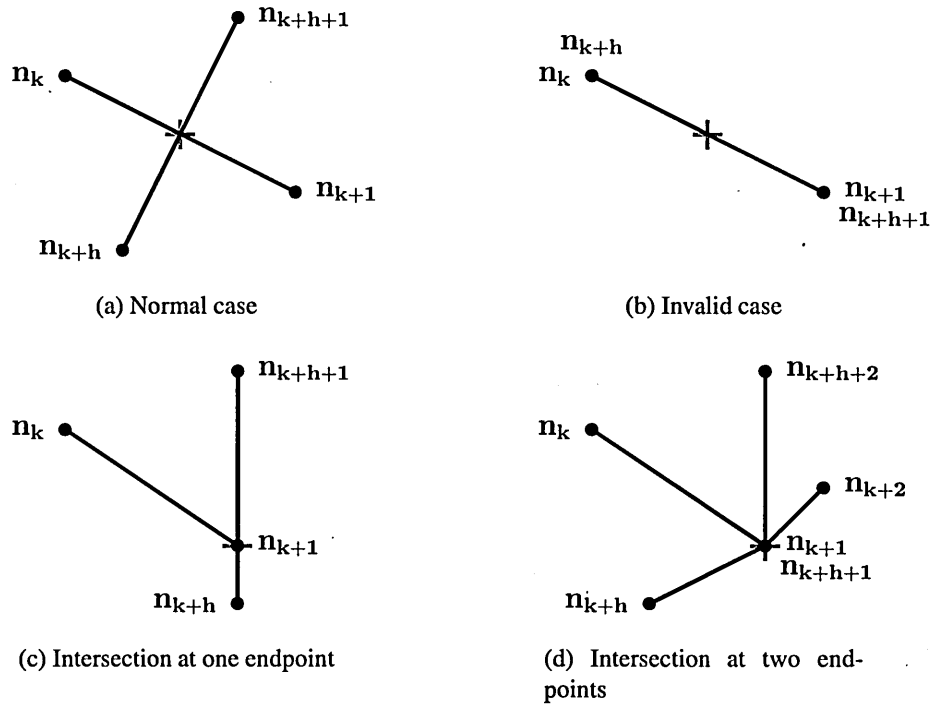 n_{k+h+1}
n_k
n_{k+1}
n_{k+h}
(a) Normal case
n_{k+h}
n_k
n_{k+1}
n_{k+h+1}
(b) Invalid case
n_{k+h+1}
n_k
n_{k+1}
n_{k+h}
(c) Intersection at one endpoint
n_{k+h+2}
n_k
n_{k+2}
n_{k+1}
n_{k+h+1}
n_{k+h}
(d) Intersection at two end-
points